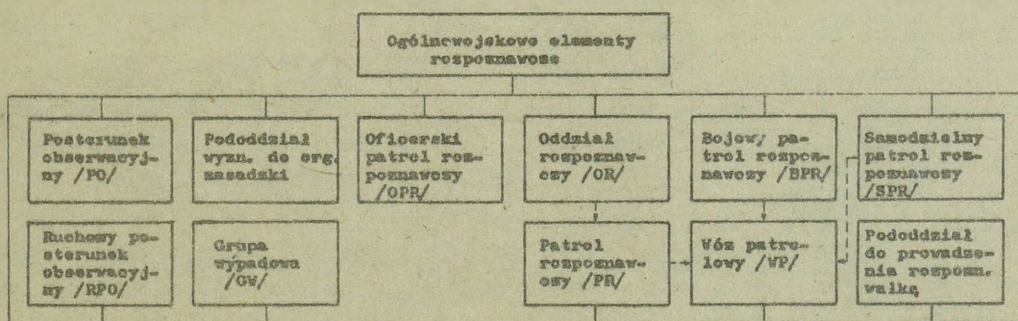 Ogólnowojskowe elementy
rozpoznawcze
Posterunek
obserwacyj-
ny /PO/
Pododdział
wyzn. do org.
zasadzki
Oficerski
patrol roz-
poznawczy
/OPR/
Oddział
rozpoznaw-
czy /OR/
Bojowy pa-
trol rozpoz-
nawczy /BPR/
Samodzielny
patrol roz-
poznawczy
/SPR/
Ruchomy po-
sterunek
obserwacyj-
ny /RPO/
Grupa
wypadowa
/GW/
Patrol
rozpoznaw-
czy /PR/
Wóz patro-
lowy /WP/
Pododdział
do prowadze-
nia rozpozn.
walką